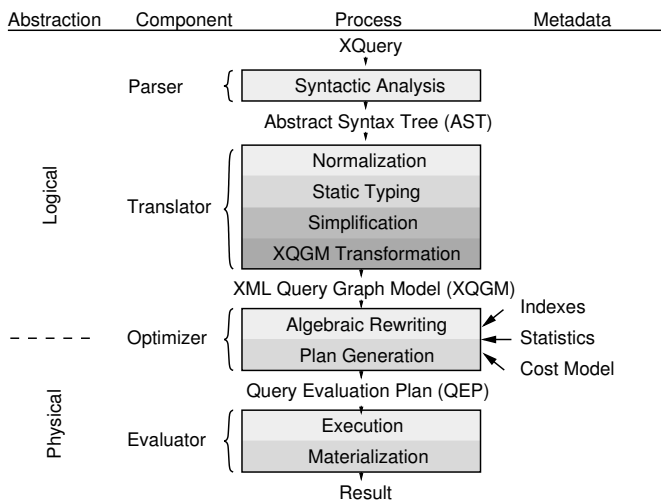 Abstraction Component Process Metadata
XQuery
Parser Syntactic Analysis
Abstract Syntax Tree (AST)
Normalization
Static Typing
Logical Translator
Simplification
XQGM Transformation
XML Query Graph Model (XQGM)
Indexes
Algebraic Rewriting
Optimizer Statistics
Plan Generation
Cost Model
Query Evaluation Plan (QEP)
Physical Evaluator
Execution
Materialization
Result